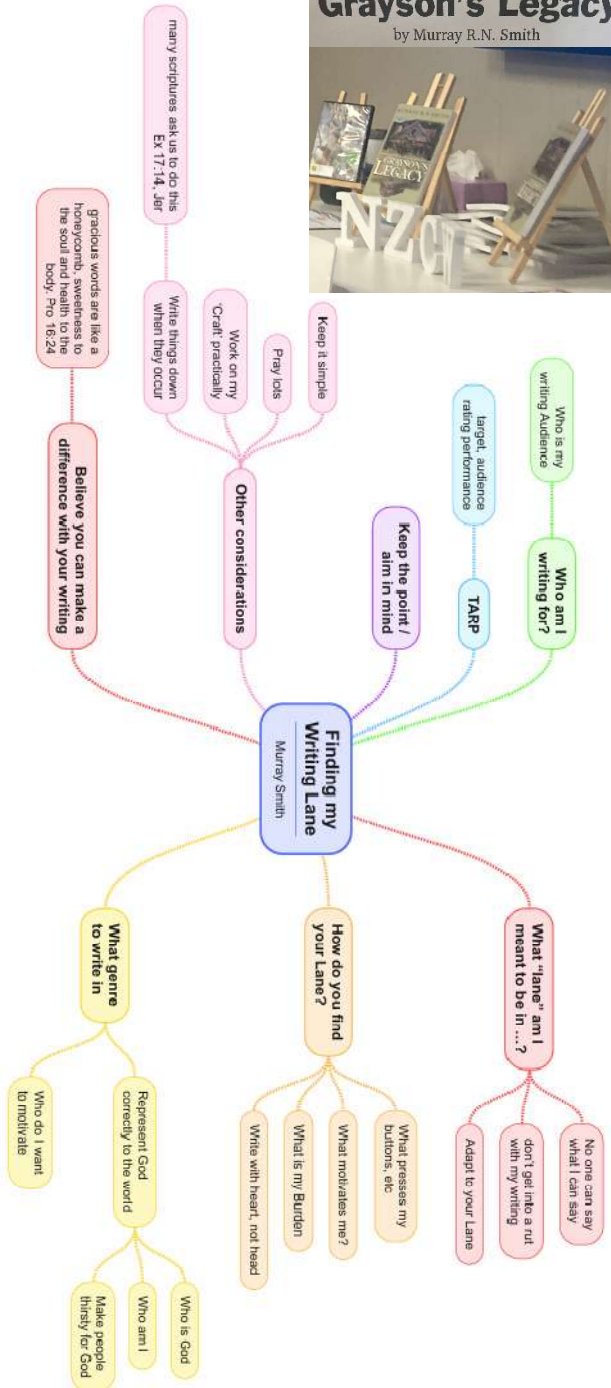 Grayson's Legacy
by Murray R.N. Smith
GRAYSON'S
LEGACY
NZC
Finding my
Writing Lane
Murray Smith
What "lane" am I
meant to be in ...?
No one can say
what I can say
don't get into a rut
with my writing
Adapt to your Lane
How do you find
your Lane?
What presses my
buttons, etc
What motivates me?
What is my Burden
Write with heart, not head
What genre
to write in
Represent God
correctly to the world
Who is God
Who am I
Make people
thirsty for God
Who do I want
to motivate
Who am I
writing for?
Who is my
writing Audience
TARP
target, audience
rating performance
Keep the point /
aim in mind
Other considerations
Keep it simple
Pray lots
Work on my
'Craft' practically
Write things down
when they occur
many scriptures ask us to do this
Ex 17:14, Jer
Believe you can make a
difference with your writing
gracious words are like a
honeycomb, sweetness to
the soul and health to the
body. Pro 16:24